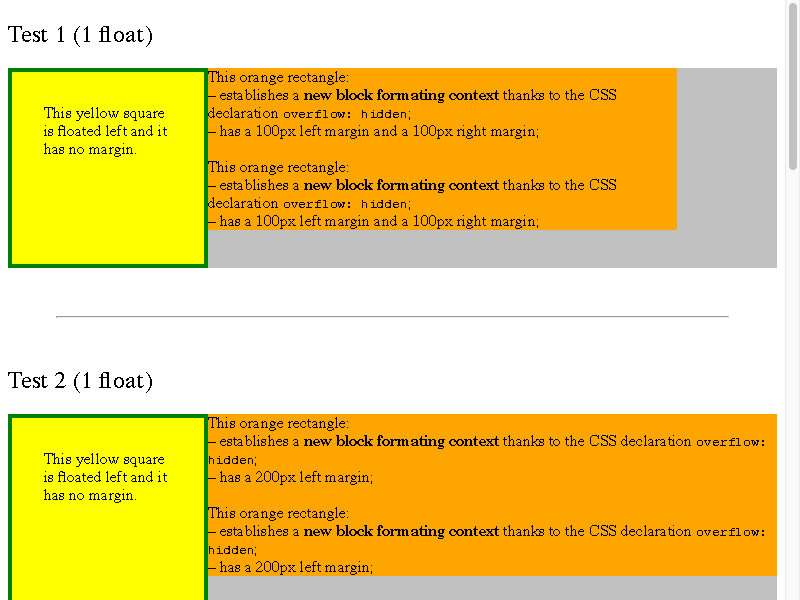 Test 1 (1 float)
This yellow square
is floated left and it
has no margin.
This orange rectangle:
– establishes a new block formating context thanks to the CSS
declaration overflow: hidden;
– has a 100px left margin and a 100px right margin;
This orange rectangle:
– establishes a new block formating context thanks to the CSS
declaration overflow: hidden;
– has a 100px left margin and a 100px right margin;
Test 2 (1 float)
This yellow square
is floated left and it
has no margin.
This orange rectangle:
– establishes a new block formating context thanks to the CSS declaration overflow:
hidden;
– has a 200px left margin;
This orange rectangle:
– establishes a new block formating context thanks to the CSS declaration overflow:
hidden;
– has a 200px left margin;